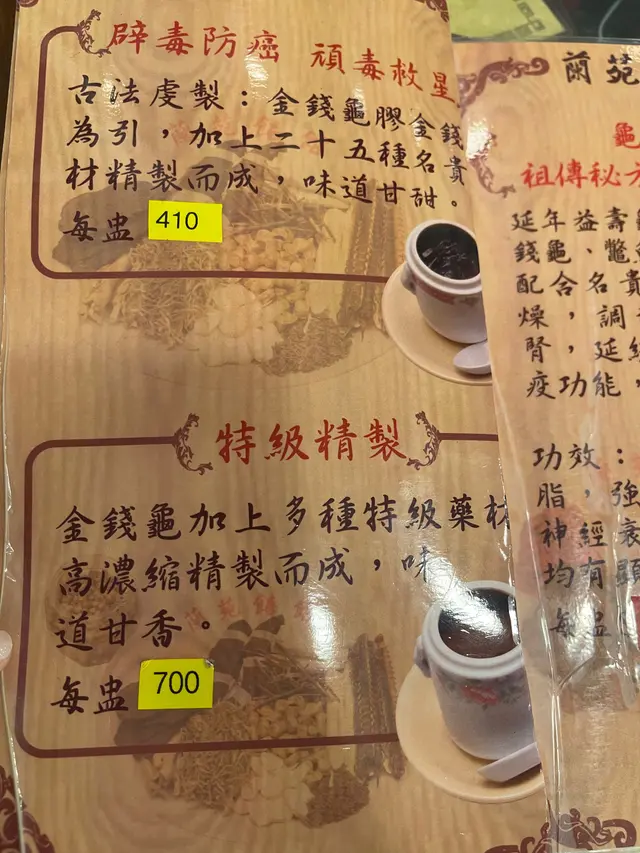 辟毒防癌 頑毒救星
古法虔製：金錢龜膠金錢
為引，加上二十五種名貴
材精製而成，味道甘甜。
每盅 410
特級精製
金錢龜加上多種特級藥材
高濃縮精製而成，味
道甘香。
每盅 700
蘭苑
龜
祖傳秘方
延年益壽
錢龜、鱉
配合名貴
燥，調
腎，延
疫功能，
功效：
脂，強
神經衰
均有顯
每盅